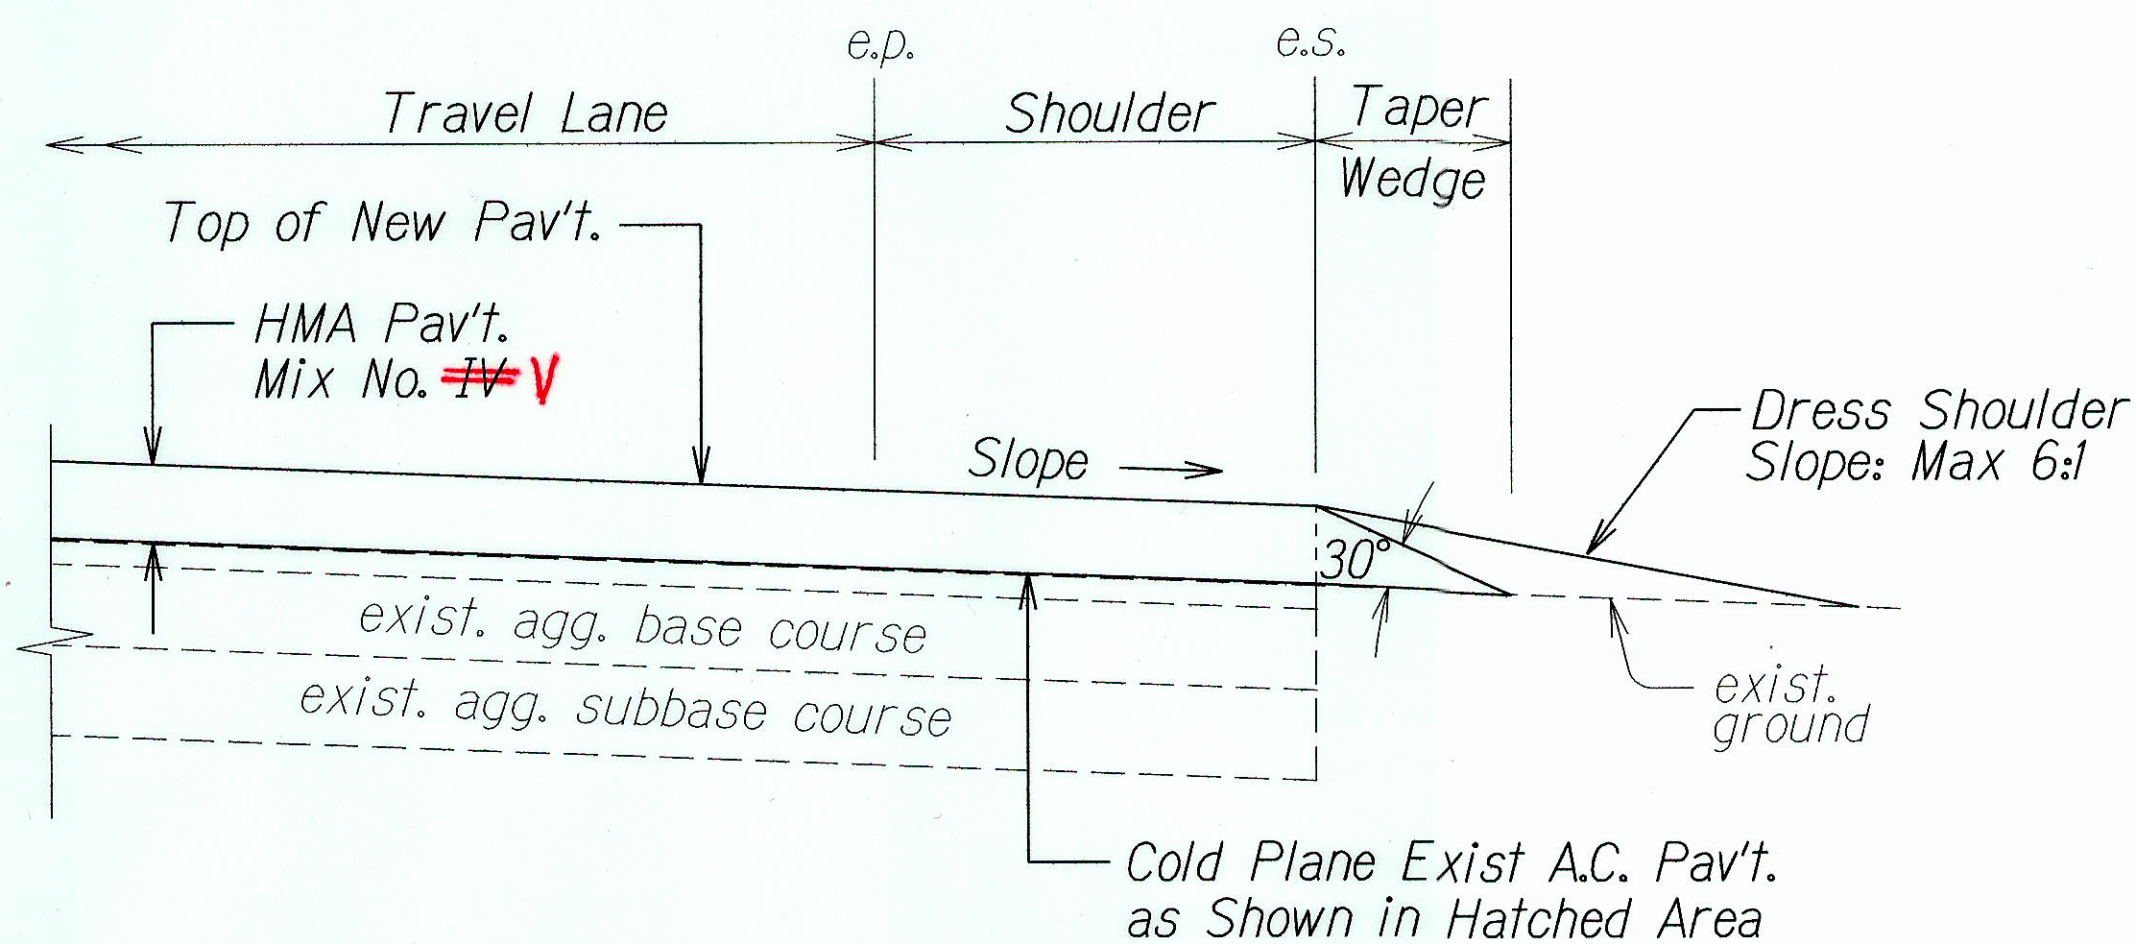 e.p.
e.s.
Travel Lane
Shoulder
Taper
Wedge
Top of New Pav't.
HMA Pav't.
Mix No. IV V
Slope
Dress Shoulder
Slope: Max 6:1
30°
exist. agg. base course
exist. agg. subbase course
exist.
ground
Cold Plane Exist A.C. Pav't.
as Shown in Hatched Area